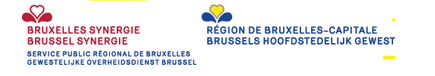 BRUXELLES SYNERGIE
BRUSSEL SYNERGIE
SERVICE PUBLIC RÉGIONAL DE BRUXELLES
GEWESTELIJKE OVERHEIDSDIENST BRUSSEL
RÉGION DE BRUXELLES-CAPITALE
BRUSSELS HOOFDSTEDELIJK GEWEST